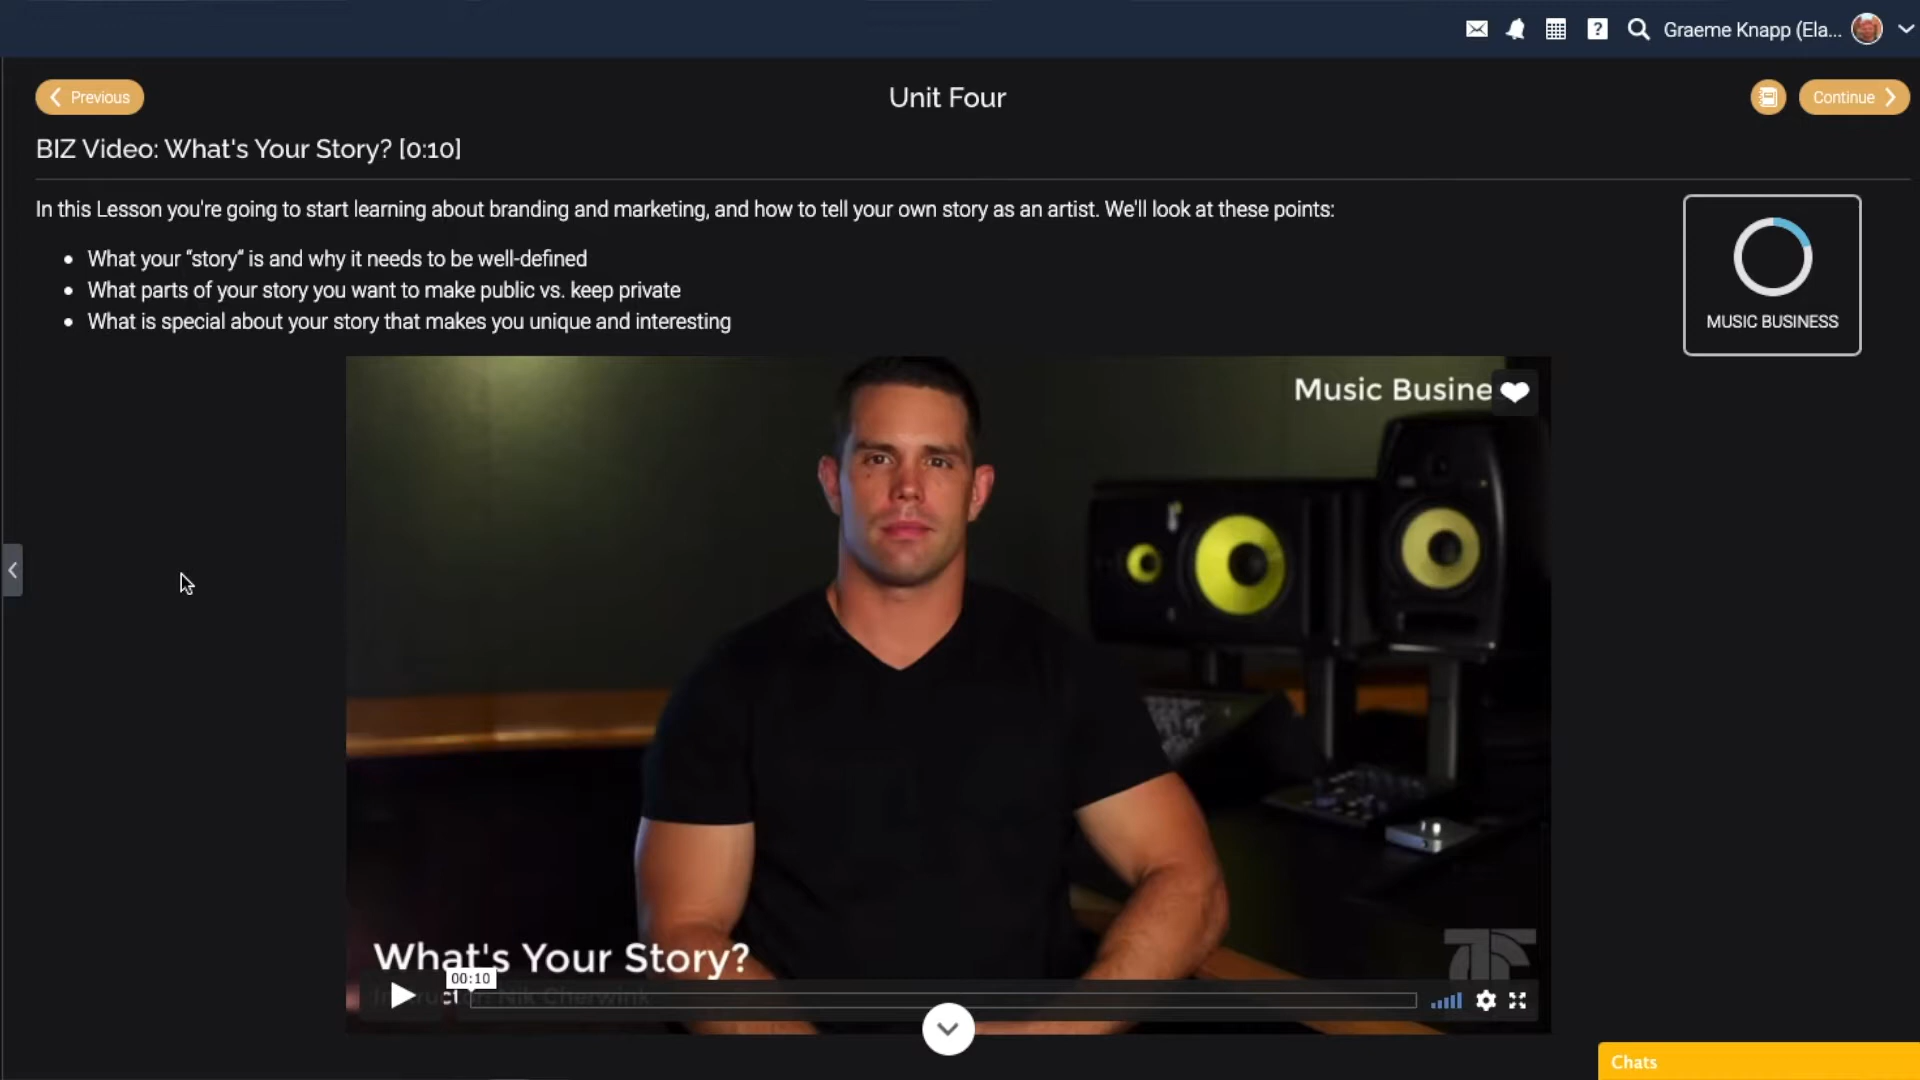 Graeme Knapp (Ela...
Previous
Unit Four
Continue
BIZ Video: What's Your Story? [0:10]
In this Lesson you're going to start learning about branding and marketing, and how to tell your own story as an artist. We'll look at these points:
What your “story” is and why it needs to be well-defined
What parts of your story you want to make public vs. keep private
What is special about your story that makes you unique and interesting
MUSIC BUSINESS
Music Busine
What's Your Story?
00:10
Nik Cherwink
Chats